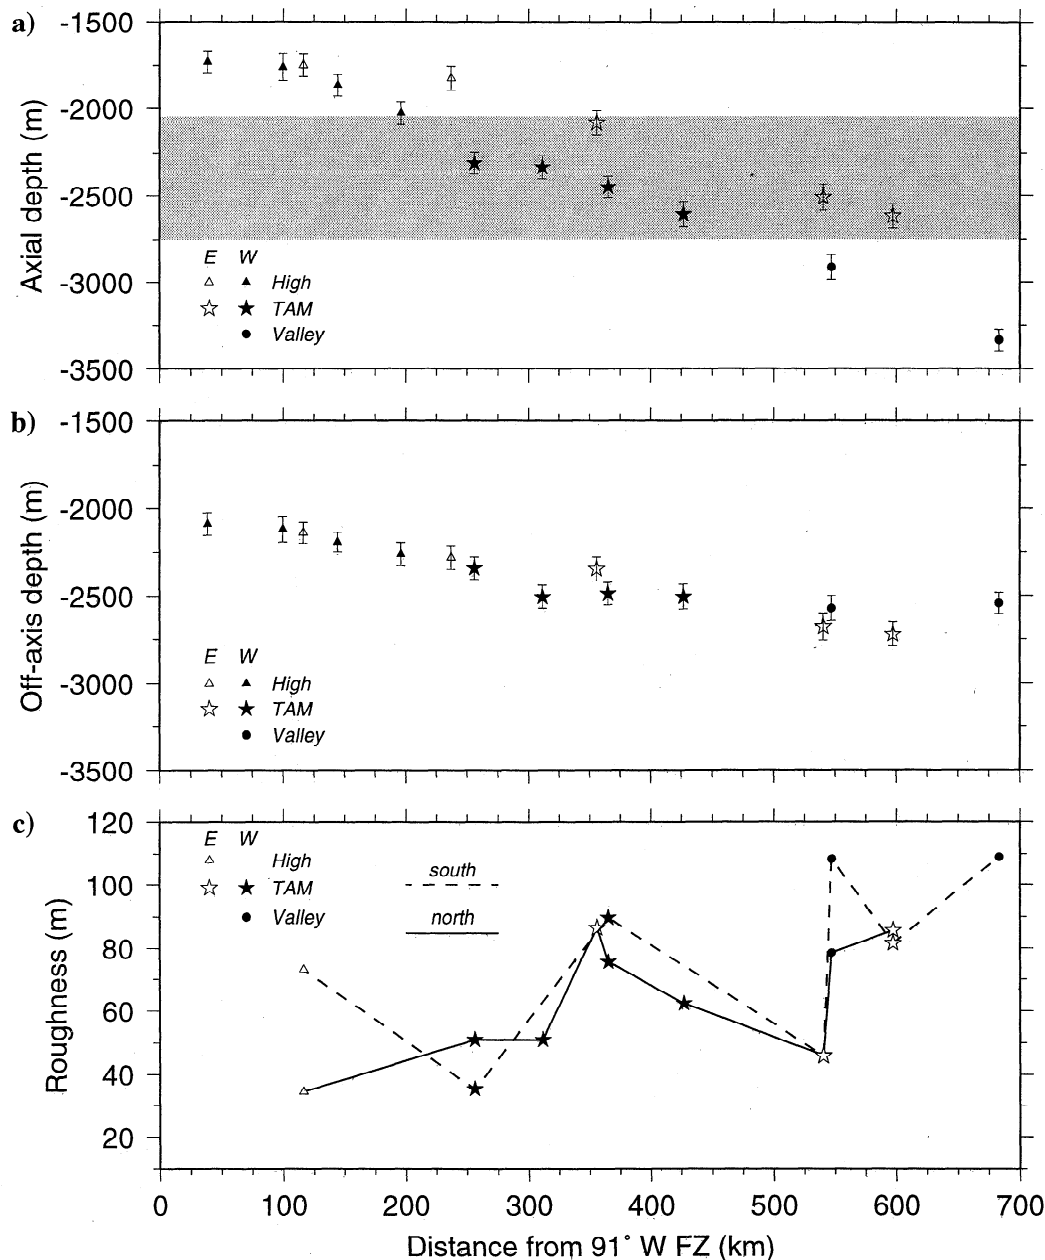 a)
-1500
-2000
-2500
-3000
-3500
Axial depth (m)
E W
High
TAM
Valley
b)
-1500
-2000
-2500
-3000
-3500
Off-axis depth (m)
E W
High
TAM
Valley
c)
120
100
80
60
40
20
Roughness (m)
E W
High
TAM
Valley
south
north
0 100 200 300 400 500 600 700
Distance from 91° W FZ (km)